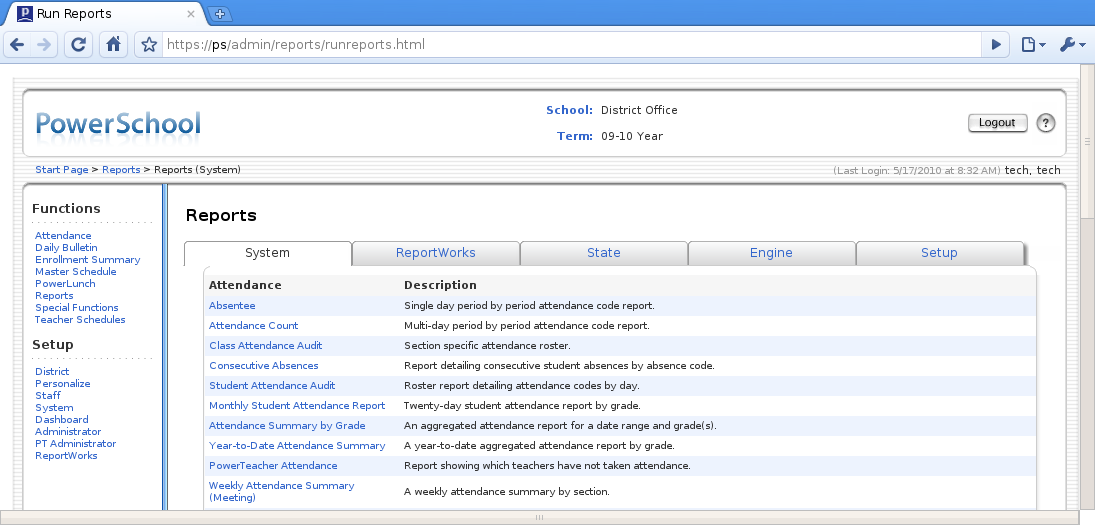 Run Reports
https://ps/admin/reports/runreports.html
PowerSchool
School: District Office
Term: 09-10 Year
Logout ?
Start Page > Reports > Reports (System)
(Last Login: 5/17/2010 at 8:32 AM) tech, tech
Functions
Attendance
Daily Bulletin
Enrollment Summary
Master Schedule
PowerLunch
Reports
Special Functions
Teacher Schedules
Setup
District
Personalize
Staff
System
Dashboard
Administrator
PT Administrator
ReportWorks
Reports
System ReportWorks State Engine Setup
Attendance Description
Absentee Single day period by period attendance code report.
Attendance Count Multi-day period by period attendance code report.
Class Attendance Audit Section specific attendance roster.
Consecutive Absences Report detailing consecutive student absences by absence code.
Student Attendance Audit Roster report detailing attendance codes by day.
Monthly Student Attendance Report Twenty-day student attendance report by grade.
Attendance Summary by Grade An aggregated attendance report for a date range and grade(s).
Year-to-Date Attendance Summary A year-to-date aggregated attendance report by grade.
PowerTeacher Attendance Report showing which teachers have not taken attendance.
Weekly Attendance Summary
(Meeting) A weekly attendance summary by section.